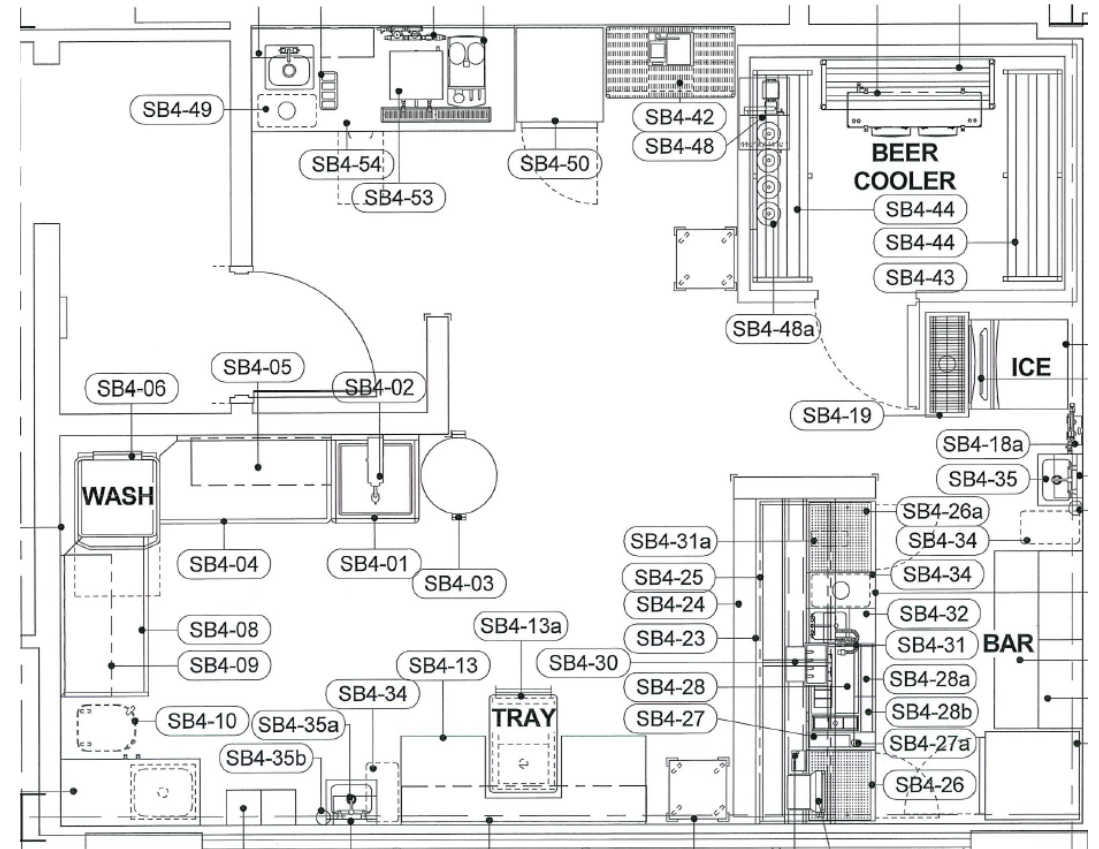 SB4-49
SB4-54
SB4-53
SB4-50
SB4-42
SB4-48
BEER
COOLER
SB4-44
SB4-44
SB4-43
SB4-48a
SB4-05
SB4-06
SB4-02
ICE
SB4-19
SB4-18a
SB4-35
WASH
SB4-26a
SB4-34
SB4-31a
SB4-04
SB4-01
SB4-03
SB4-25
SB4-34
SB4-24
SB4-32
SB4-13a
SB4-08
SB4-23
SB4-31
BAR
SB4-09
SB4-13
SB4-30
SB4-28
SB4-28a
SB4-34
SB4-10
SB4-35a
TRAY
SB4-27
SB4-28b
SB4-27a
SB4-35b
SB4-26